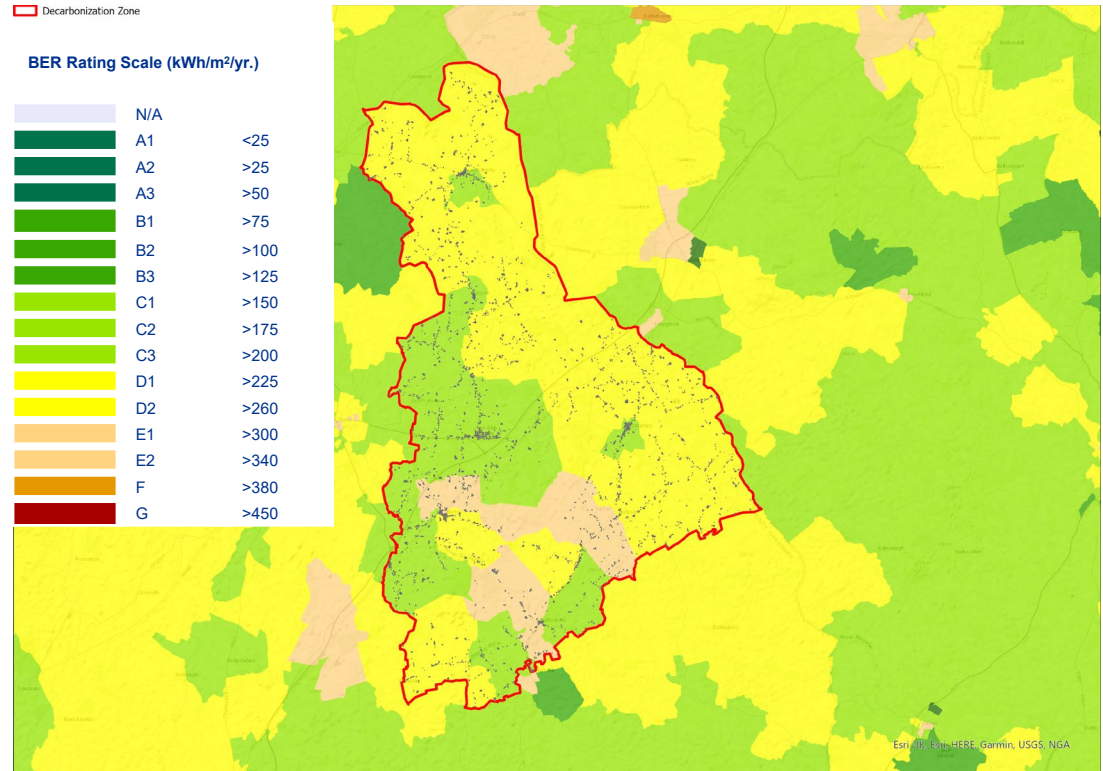 Decarbonization Zone
BER Rating Scale (kWh/m²/yr.)
N/A
A1 <25
A2 >25
A3 >50
B1 >75
B2 >100
B3 >125
C1 >150
C2 >175
C3 >200
D1 >225
D2 >260
E1 >300
E2 >340
F >380
G >450
Esri, HERE, Garmin, USGS, NGA